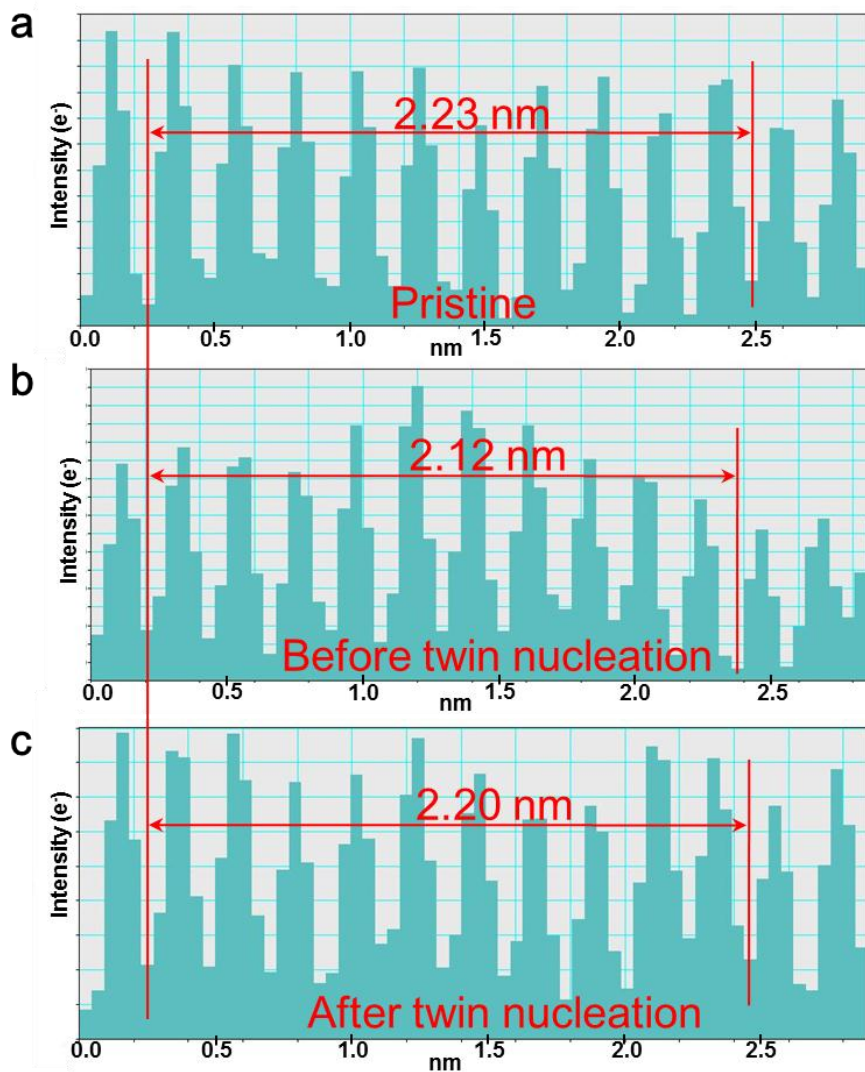 a
Intensity (e-)
2.23 nm
Pristine
0.0 0.5 1.0 1.5 2.0 2.5
nm
b
Intensity (e-)
2.12 nm
Before twin nucleation
0.0 0.5 1.0 1.5 2.0 2.5
nm
c
Intensity (e-)
2.20 nm
After twin nucleation
0.0 0.5 1.0 1.5 2.0 2.5
nm